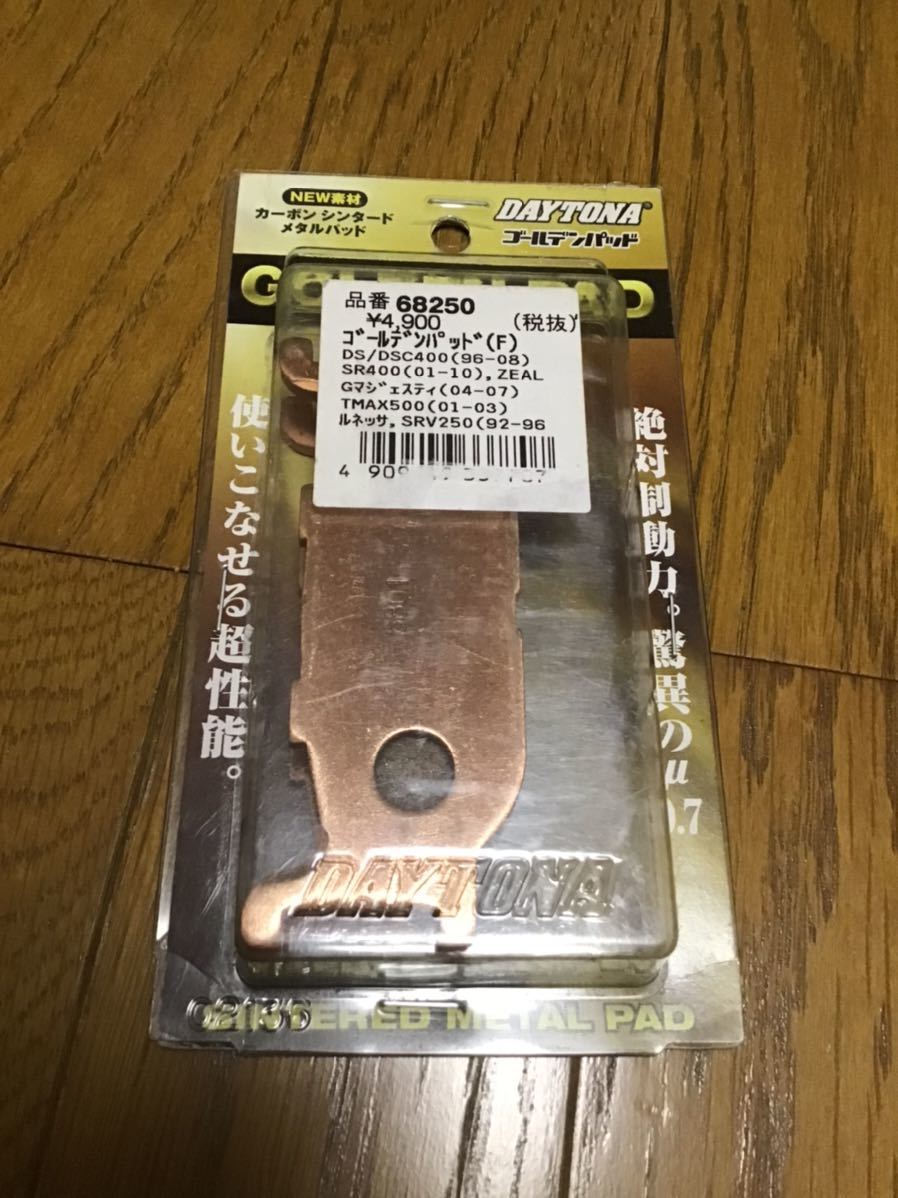 NEW素材
カーボン シンタード
メタルパッド
DAYTONA
ゴールデンパッド
品番 68250
¥4,900 (税抜)
ｺﾞｰﾙﾃﾞﾝﾊﾟｯﾄﾞ(F)
DS/DSC400(96-08)
SR400(01-10),ZEAL
Gﾏｼﾞｪｽﾃｨ(04-07)
TMAX500(01-03)
ﾙﾈｯｻ,SRV250(92-96
4 909
使いこなせる超性能。
絶対制動力。驚異のμ
DAYTONA
SINTERED METAL PAD